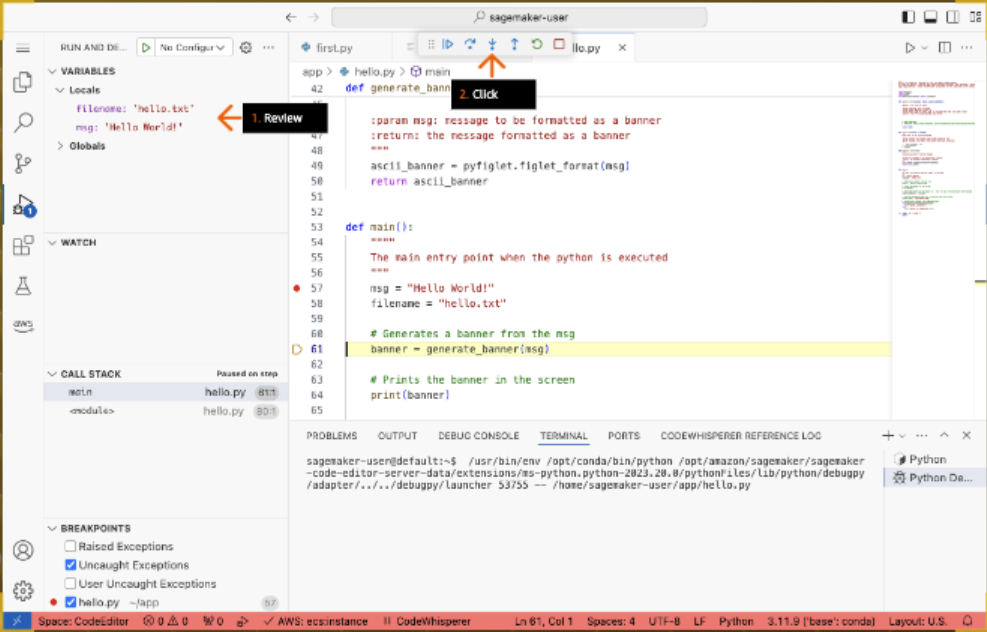 sagemaker-user
RUN AND DE...
No Configur
first.py
hello.py
VARIABLES
Locals
filename: 'hello.txt'
msg: 'Hello World!'
Globals
1. Review
2. Click
app > hello.py > main
42 def generate_bann
:param msg: message to be formatted as a banner
47 :return: the message formatted as a banner
48 """
49 ascii_banner = pyfiglet.figlet_format(msg)
50 return ascii_banner
51
52
53 def main():
54 """
55 The main entry point when the python is executed
56 """
57 msg = "Hello World!"
58 filename = "hello.txt"
59
60 # Generates a banner from the msg
61 banner = generate_banner(msg)
62
63 # Prints the banner in the screen
64 print(banner)
65
WATCH
CALL STACK
Paused on step
main hello.py 61:1
<module> hello.py 80:1
BREAKPOINTS
Raised Exceptions
Uncaught Exceptions
User Uncaught Exceptions
hello.py ~/app 57
aws
1
PROBLEMS OUTPUT DEBUG CONSOLE TERMINAL PORTS CODEWHISPERER REFERENCE LOG
sagemaker-user@default:~$ /usr/bin/env /opt/conda/bin/python /opt/amazon/sagemaker/sagemaker
-code-editor-server-data/extensions/ms-python.python-2023.20.0/pythonFiles/lib/python/debugpy
/adapter/../../debugpy/launcher 53755 -- /home/sagemaker-user/app/hello.py
Python
Python De...
Space: CodeEditor 0 0 0 AWS: ecs:instance CodeWhisperer Ln 61, Col 1 Spaces: 4 UTF-8 LF Python 3.11.9 ('base': conda) Layout: U.S.